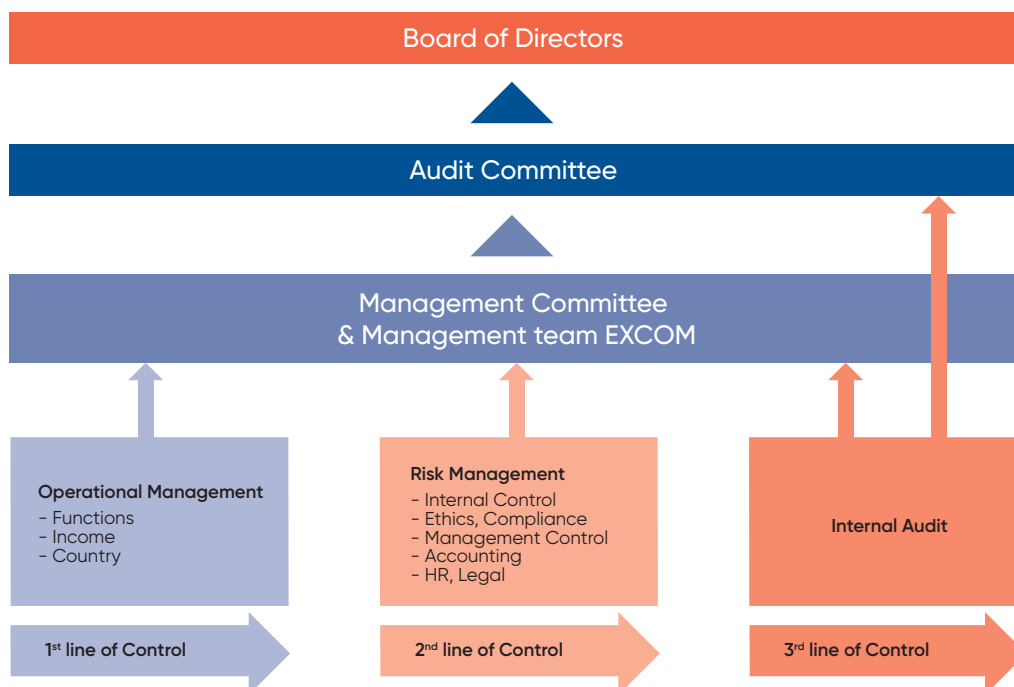 Board of Directors
Audit Committee
Management Committee
& Management team EXCOM
Operational Management
- Functions
- Income
- Country
Risk Management
- Internal Control
- Ethics, Compliance
- Management Control
- Accounting
- HR, Legal
Internal Audit
1st line of Control
2nd line of Control
3rd line of Control